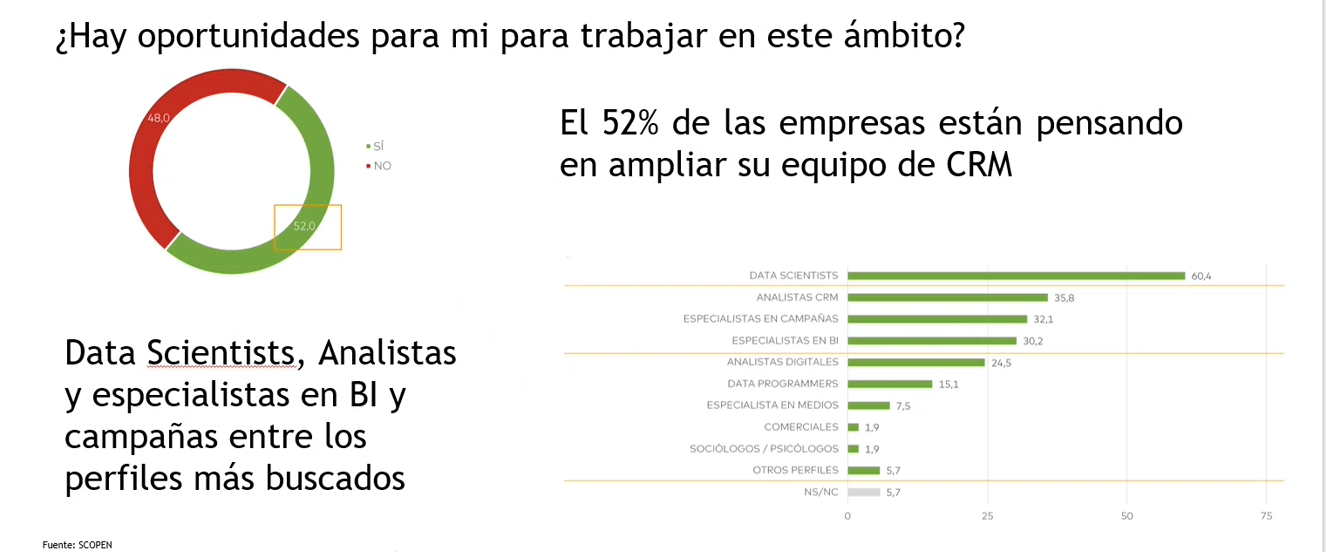 ¿Hay oportunidades para mi para trabajar en este ámbito?
48,0
SÍ
NO
52,0
El 52% de las empresas están pensando
en ampliar su equipo de CRM
Data Scientists, Analistas
y especialistas en BI y
campañas entre los
perfiles más buscados
DATA SCIENTISTS 60,4
ANALISTAS CRM 35,8
ESPECIALISTAS EN CAMPAÑAS 32,1
ESPECIALISTAS EN BI 30,2
ANALISTAS DIGITALES 24,5
DATA PROGRAMMERS 15,1
ESPECIALISTA EN MEDIOS 7,5
COMERCIALES 1,9
SOCIÓLOGOS / PSICÓLOGOS 1,9
OTROS PERFILES 5,7
NS/NC 5,7
0 25 50 75
Fuente: SCOPEN